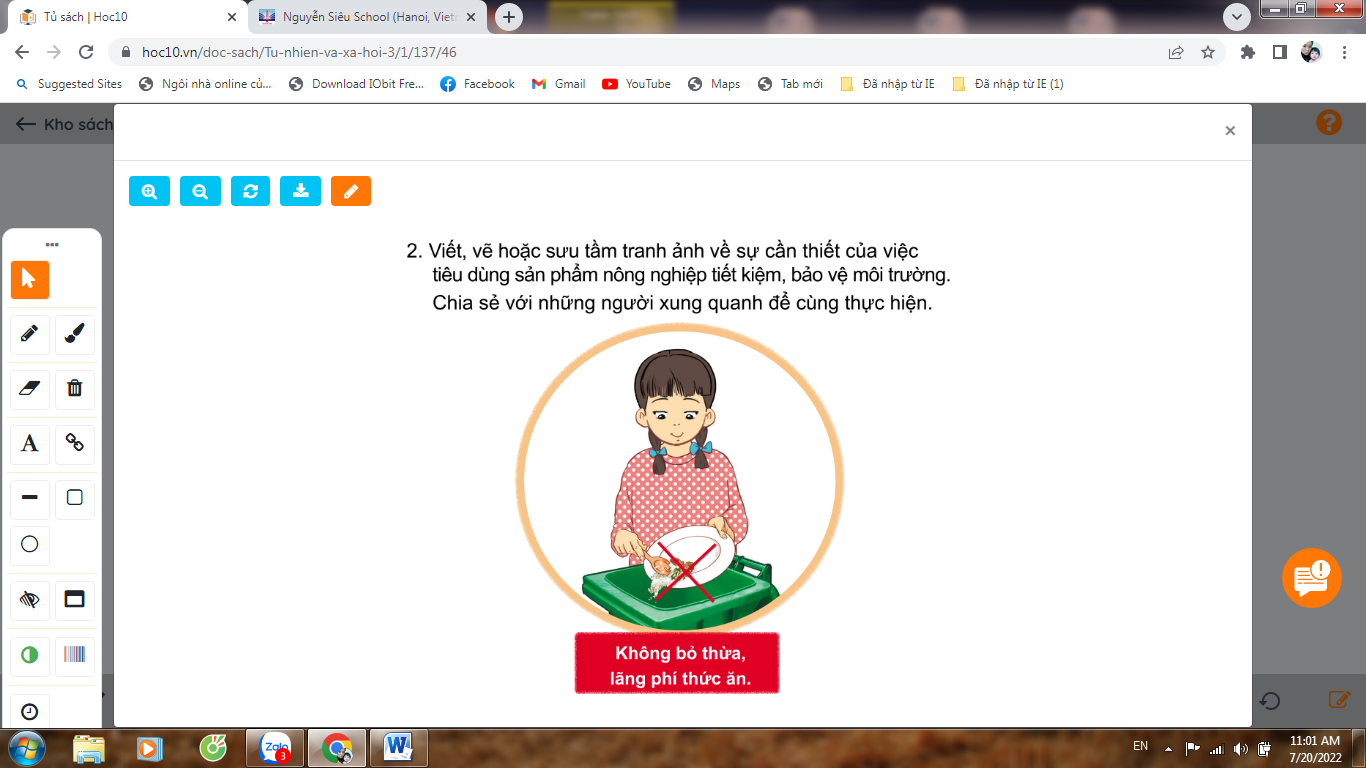 Tủ sách | Hoc10
Nguyễn Siêu School (Hanoi, Viet
hoc10.vn/doc-sach/Tu-nhien-va-xa-hoi-3/1/137/46
Suggested Sites
Ngôi nhà online củ...
Download IObit Fre...
Facebook
Gmail
YouTube
Maps
Tab mới
Đã nhập từ IE
Đã nhập từ IE (1)
Kho sách
2. Viết, vẽ hoặc sưu tầm tranh ảnh về sự cần thiết của việc
tiêu dùng sản phẩm nông nghiệp tiết kiệm, bảo vệ môi trường.
Chia sẻ với những người xung quanh để cùng thực hiện.
A
Không bỏ thừa,
lãng phí thức ăn.
Zalo
3
EN
11:01 AM
7/20/2022